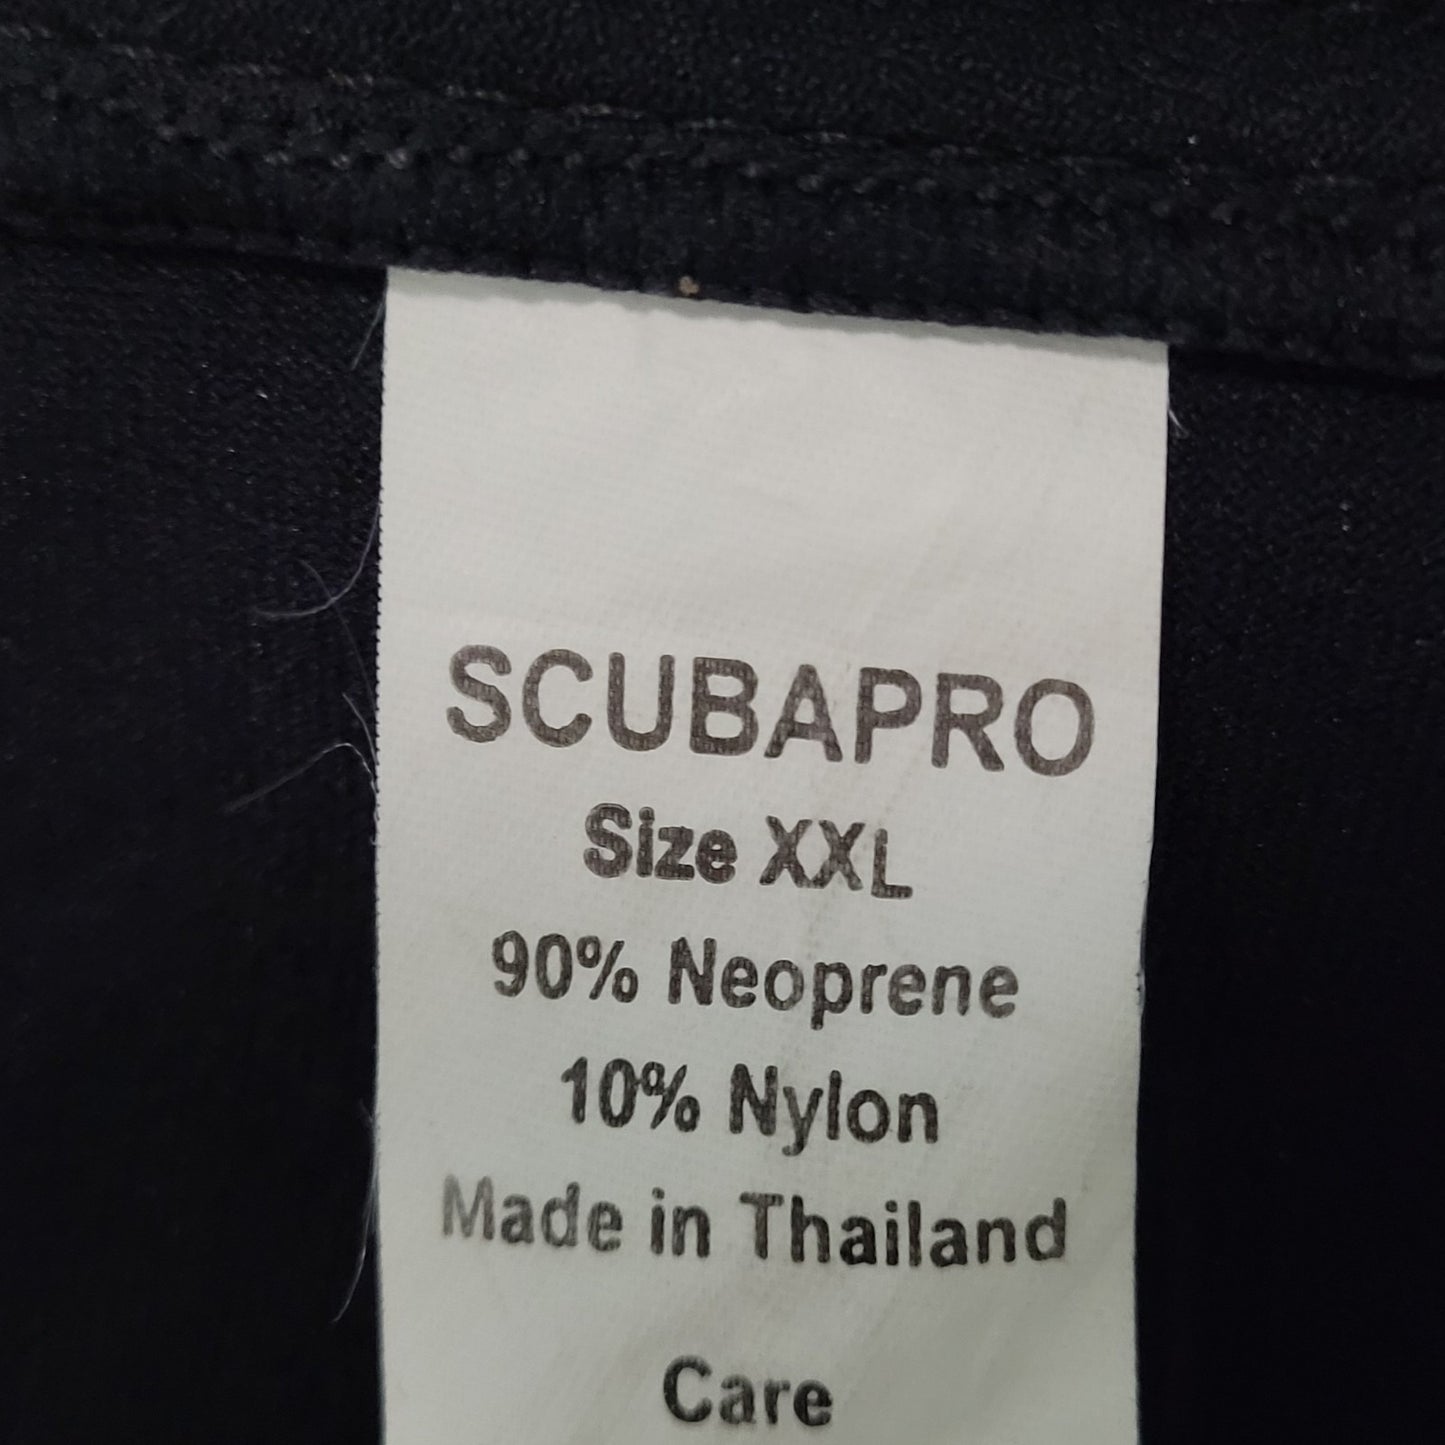 SCUBAPRO
Size XXL
90% Neoprene
10% Nylon
Made in Thailand
Care